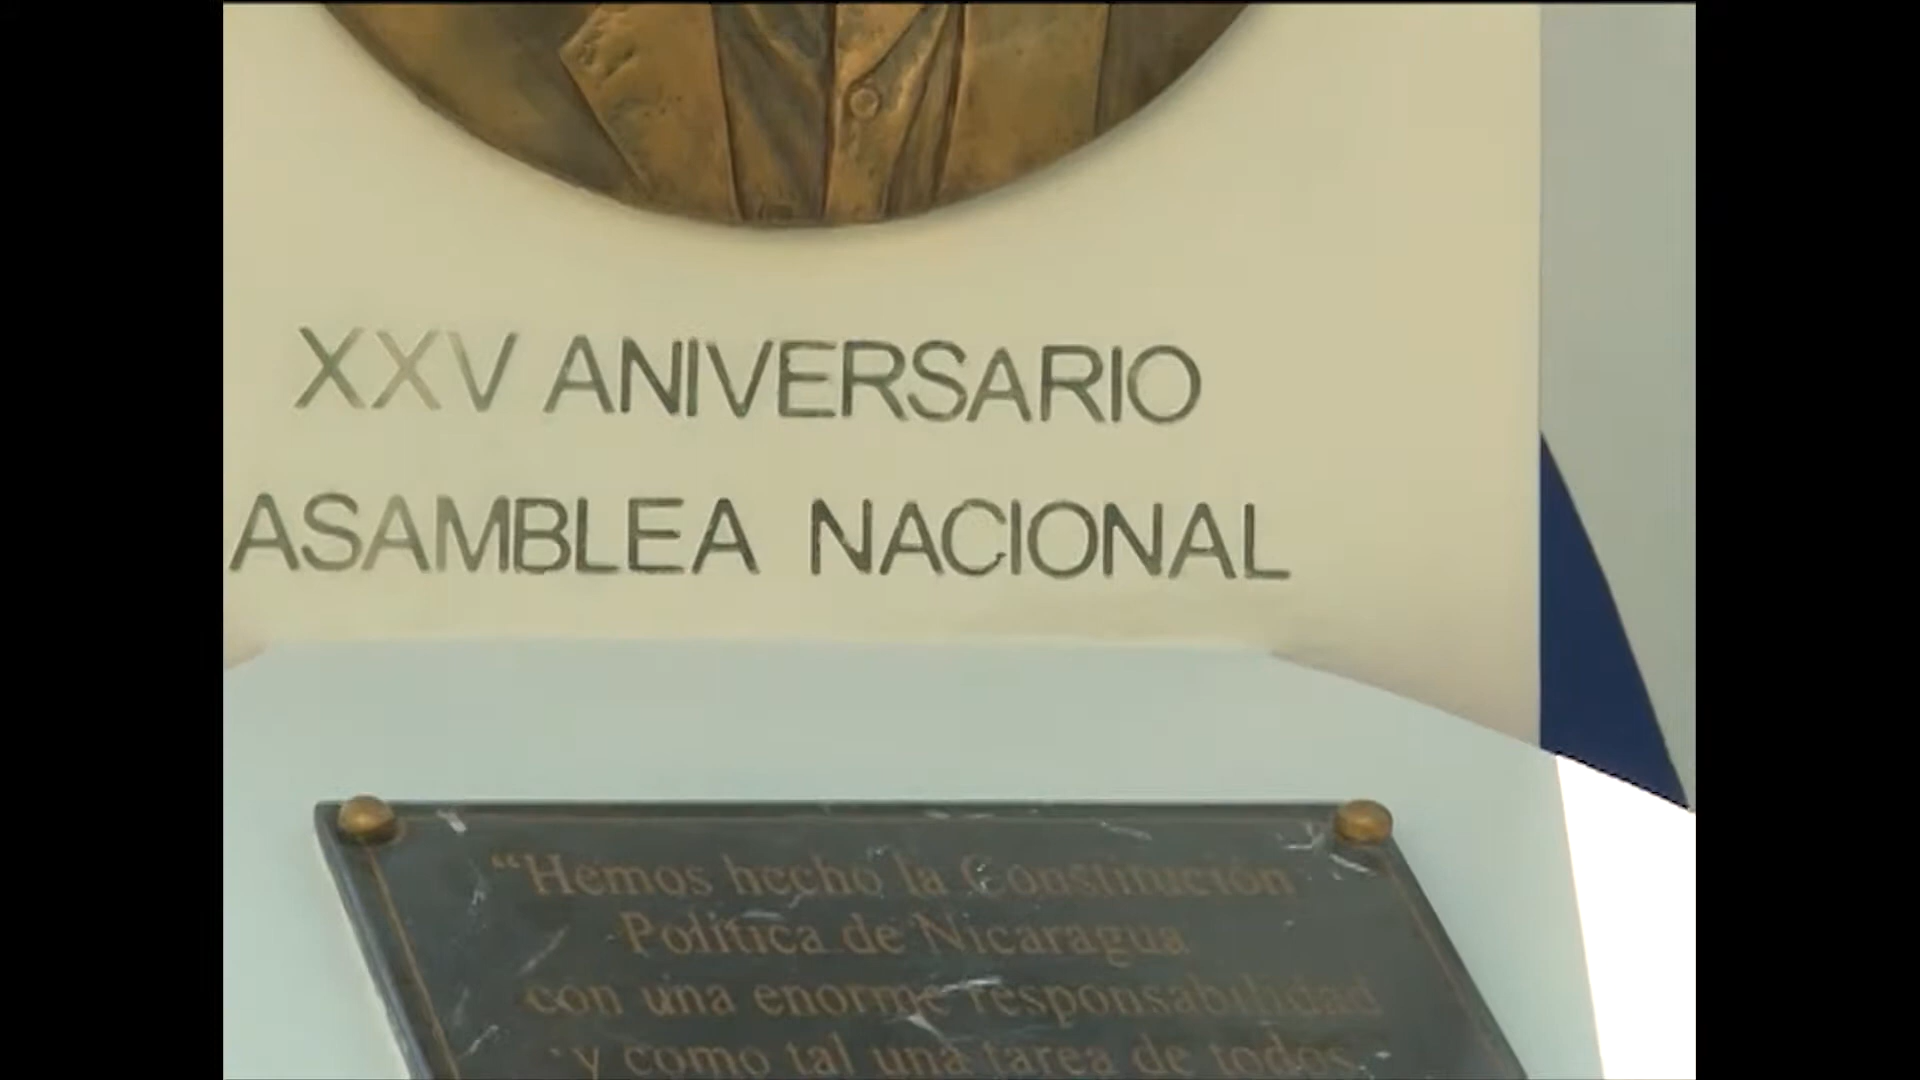 XXV ANIVERSARIO
ASAMBLEA NACIONAL
“Hemos hecho la Constitución
Política de Nicaragua
con una enorme responsabilidad
y como tal una tarea de todos,